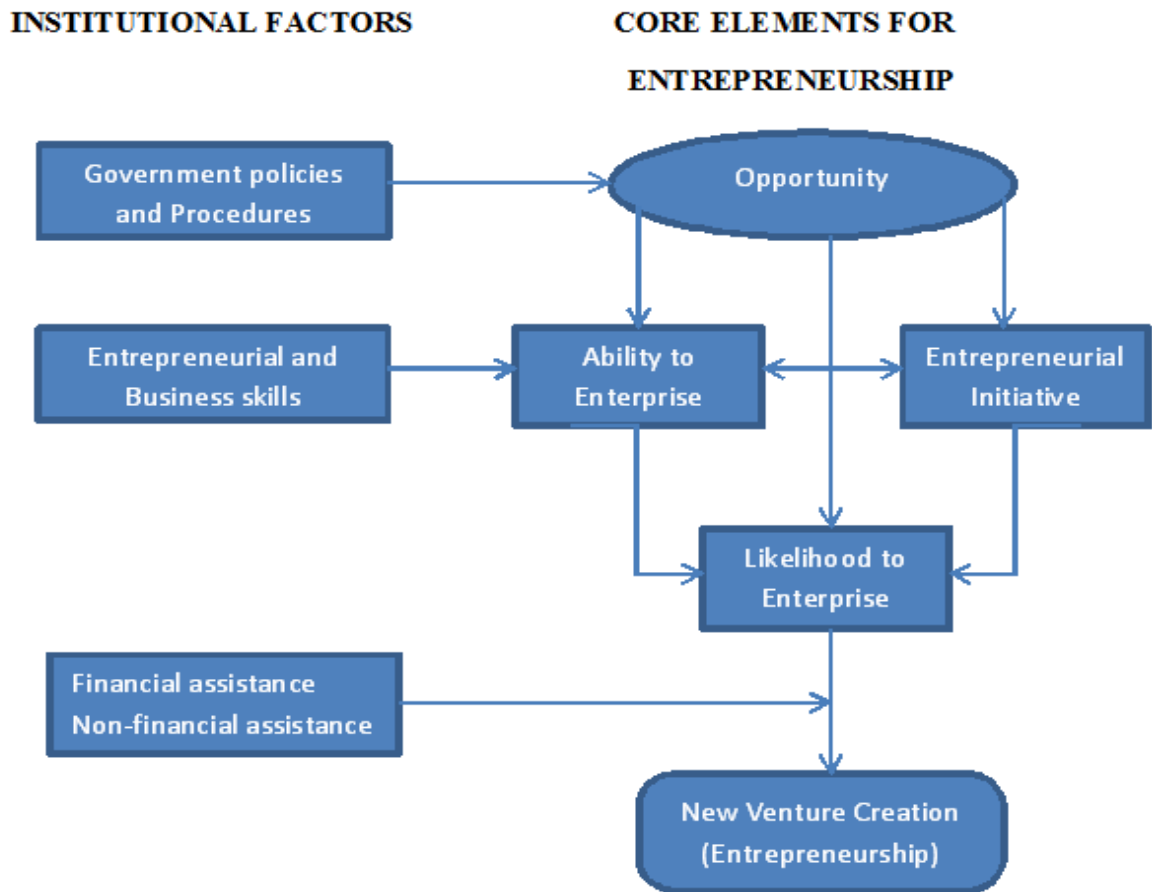 INSTITUTIONAL FACTORS
CORE ELEMENTS FOR
ENTREPRENEURSHIP
Government policies
and Procedures
Opportunity
Entrepreneurial and
Business skills
Ability to
Enterprise
Entrepreneurial
Initiative
Likelihood to
Enterprise
Financial assistance
Non-financial assistance
New Venture Creation
(Entrepreneurship)